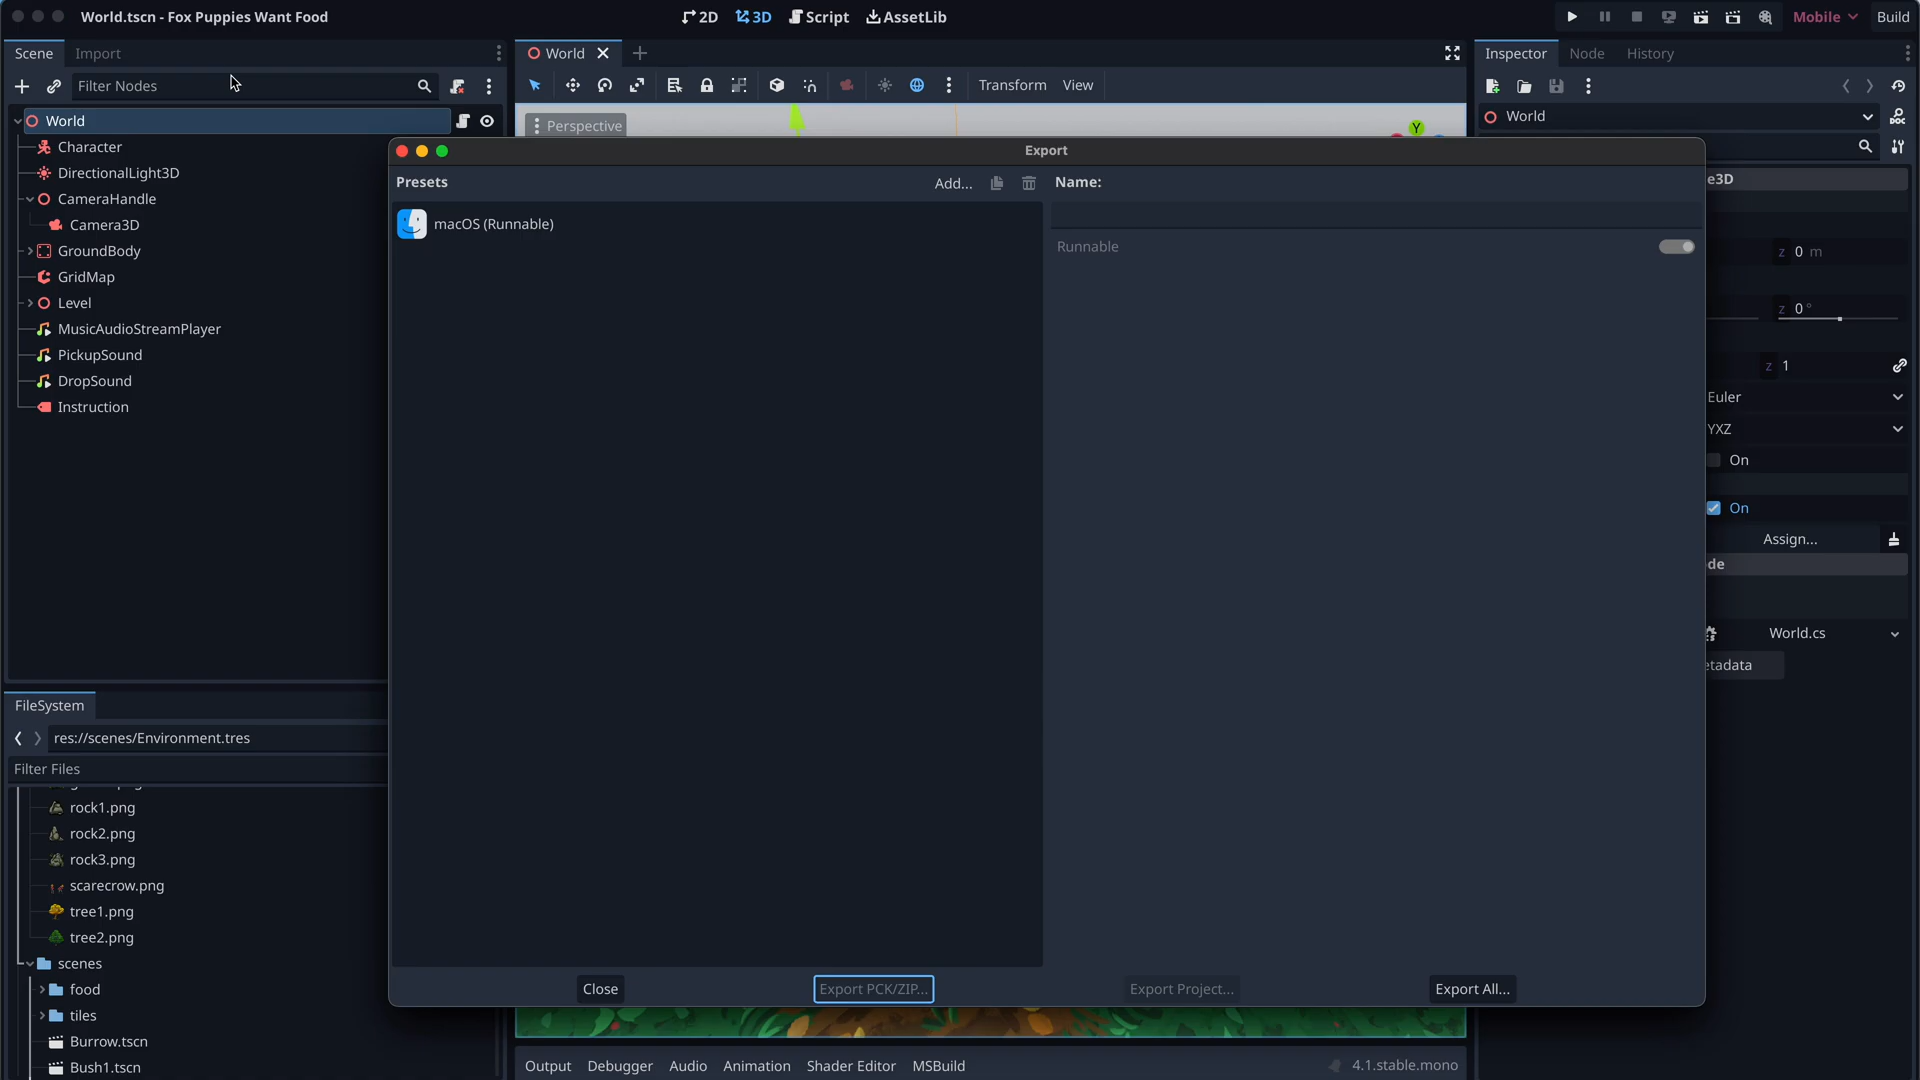 World.tscn - Fox Puppies Want Food
2D
3D
Script
AssetLib
Mobile
Build
Scene
Import
World
Inspector
Node
History
Filter Nodes
Transform
View
World
Perspective
Y
World
Character
DirectionalLight3D
CameraHandle
Camera3D
GroundBody
GridMap
Level
MusicAudioStreamPlayer
PickupSound
DropSound
Instruction
Export
Presets
Add...
Name:
macOS (Runnable)
Runnable
Close
Export PCK/ZIP...
Export Project...
Export All...
e3D
z 0 m
z 0 °
z 1
Euler
YXZ
On
On
Assign...
de
World.cs
etadata
FileSystem
res://scenes/Environment.tres
Filter Files
rock1.png
rock2.png
rock3.png
scarecrow.png
tree1.png
tree2.png
scenes
food
tiles
Burrow.tscn
Bush1.tscn
Output
Debugger
Audio
Animation
Shader Editor
MSBuild
4.1.stable.mono